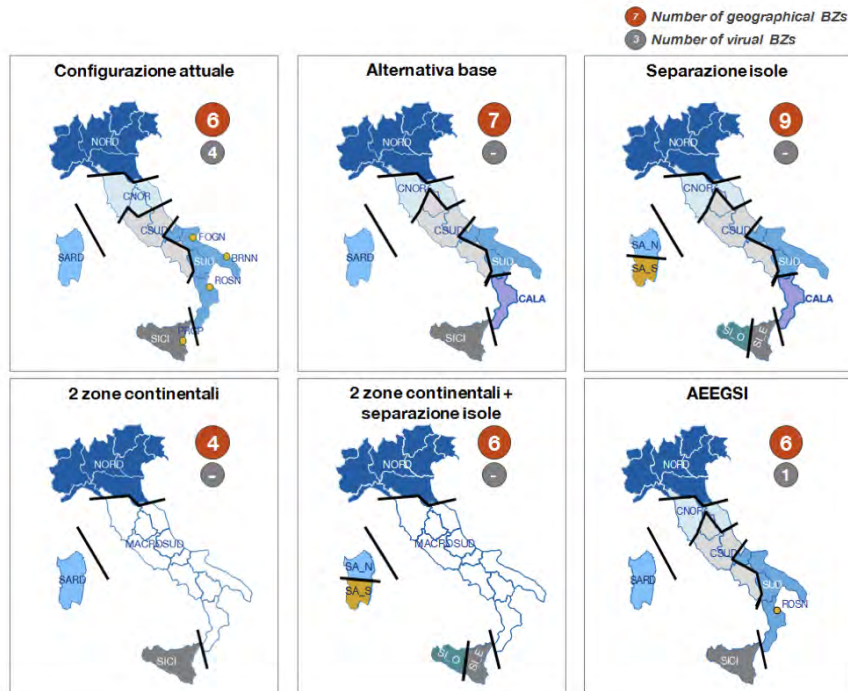 7 Number of geographical BZs
3 Number of virual BZs
Configurazione attuale
6
4
NORD
CNOR
CSUD
FOGN
BRNN
SUD
ROSN
SARD
PRGP
SICI
Alternativa base
7
-
NORD
CNOR
CSUD
SUD
SARD
CALA
SICI
Separazione isole
9
-
NORD
CNOR
CSUD
SUD
SA_N
SA_S
CALA
SI_O
SI_E
2 zone continentali
4
-
NORD
MACROSUD
SARD
SICI
2 zone continentali +
separazione isole
6
-
NORD
MACROSUD
SA_N
SA_S
SI_O
SI_E
AEEGSI
6
1
NORD
CNOR
CSUD
SUD
SARD
ROSN
SICI